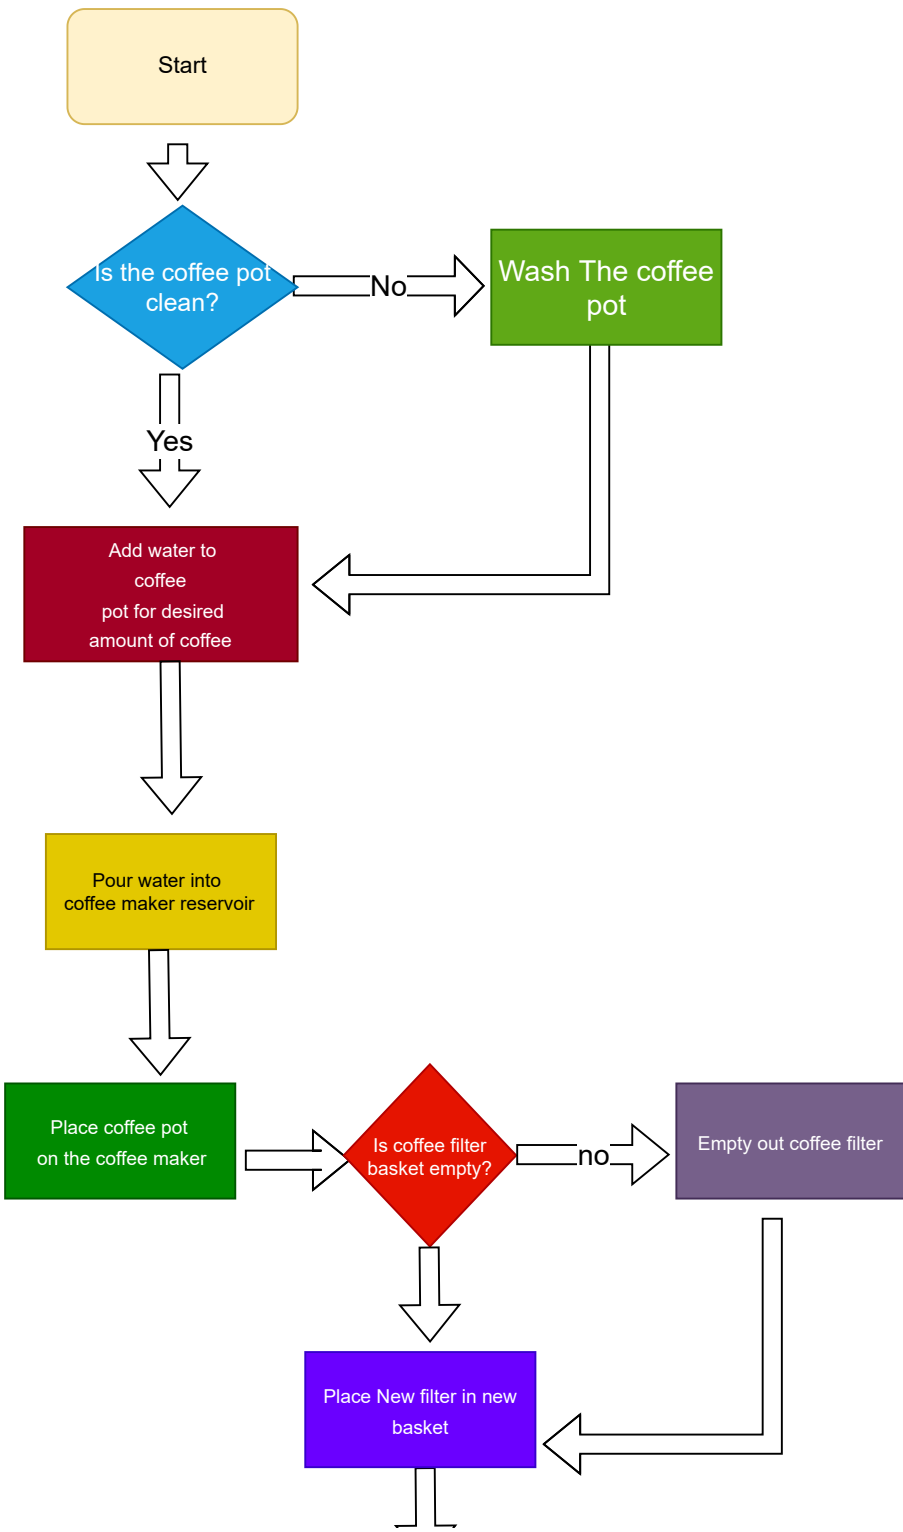 Start
Is the coffee pot
clean?
No
Wash The coffee
pot
Yes
Add water to
coffee
pot for desired
amount of coffee
Pour water into
coffee maker reservoir
Place coffee pot
on the coffee maker
Is coffee filter
basket empty?
no
Empty out coffee filter
Place New filter in new
basket